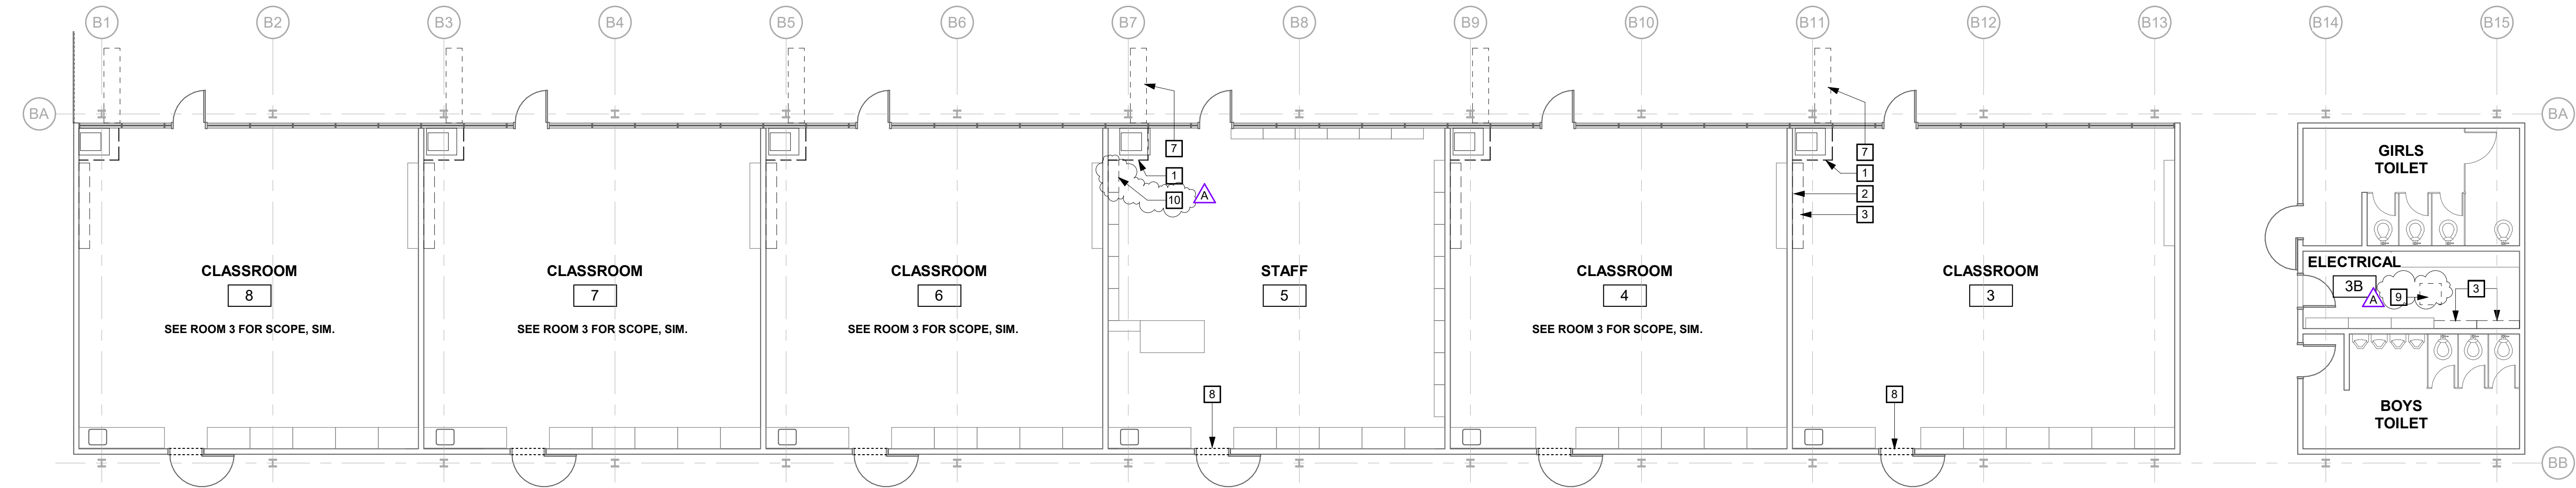 B1 B2 B3 B4 B5 B6 B7 B8 B9 B10 B11 B12 B13 B14 B15
BA
BA
7
1
10
A
7
1
2
3
GIRLS
TOILET
CLASSROOM
8
SEE ROOM 3 FOR SCOPE, SIM.
CLASSROOM
7
SEE ROOM 3 FOR SCOPE, SIM.
CLASSROOM
6
SEE ROOM 3 FOR SCOPE, SIM.
STAFF
5
CLASSROOM
4
SEE ROOM 3 FOR SCOPE, SIM.
CLASSROOM
3
ELECTRICAL
3B
A
9
3
8
8
BOYS
TOILET
BB